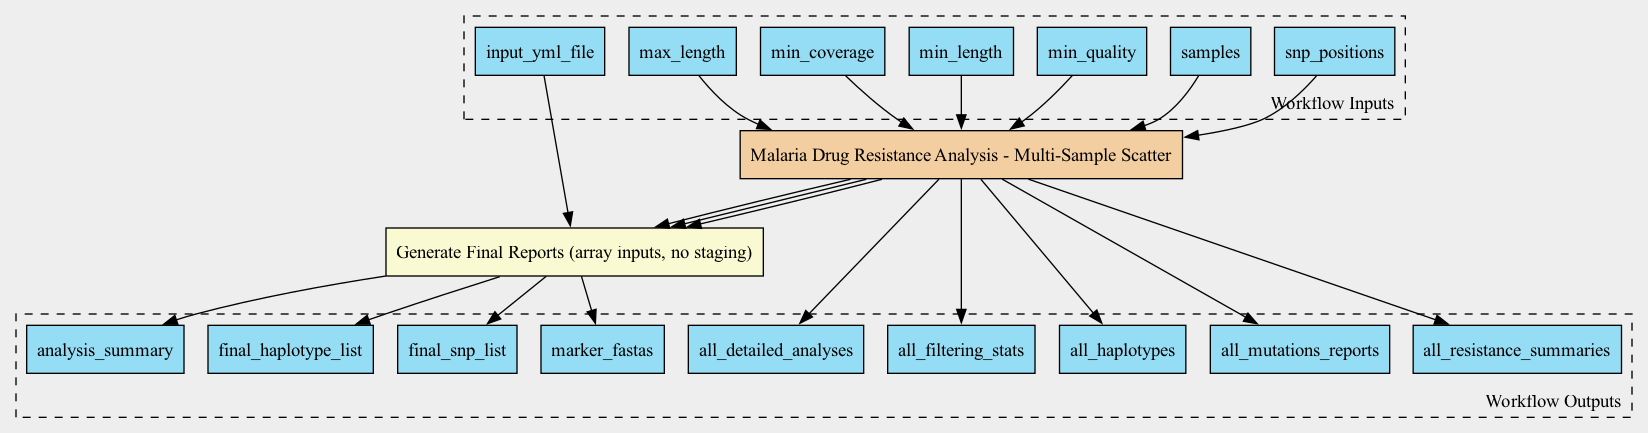 input_yml_file
max_length
min_coverage
min_length
min_quality
samples
snp_positions
Workflow Inputs
Malaria Drug Resistance Analysis - Multi-Sample Scatter
Generate Final Reports (array inputs, no staging)
analysis_summary
final_haplotype_list
final_snp_list
marker_fastas
all_detailed_analyses
all_filtering_stats
all_haplotypes
all_mutations_reports
all_resistance_summaries
Workflow Outputs